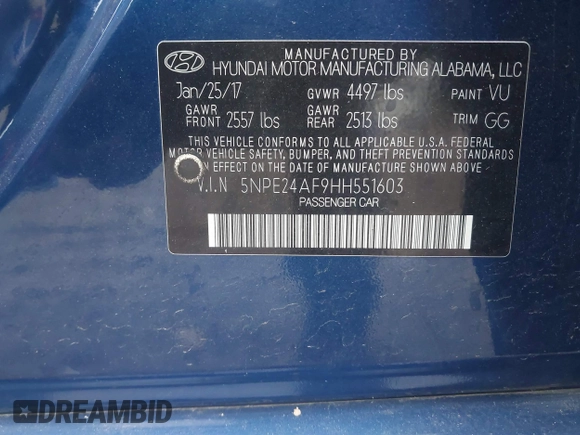 MANUFACTURED BY
HYUNDAI MOTOR MANUFACTURING ALABAMA, LLC
Jan/25/17 GVWR 4497 lbs PAINT VU
GAWR FRONT 2557 lbs GAWR REAR 2513 lbs TRIM GG
THIS VEHICLE CONFORMS TO ALL APPLICABLE U.S.A. FEDERAL
MOTOR VEHICLE SAFETY, BUMPER, AND THEFT PREVENTION STANDARDS
IN EFFECT ON THE DATE OF MANUFACTURE SHOWN ABOVE
V.I.N 5NPE24AF9HH551603
PASSENGER CAR
DREAMBID